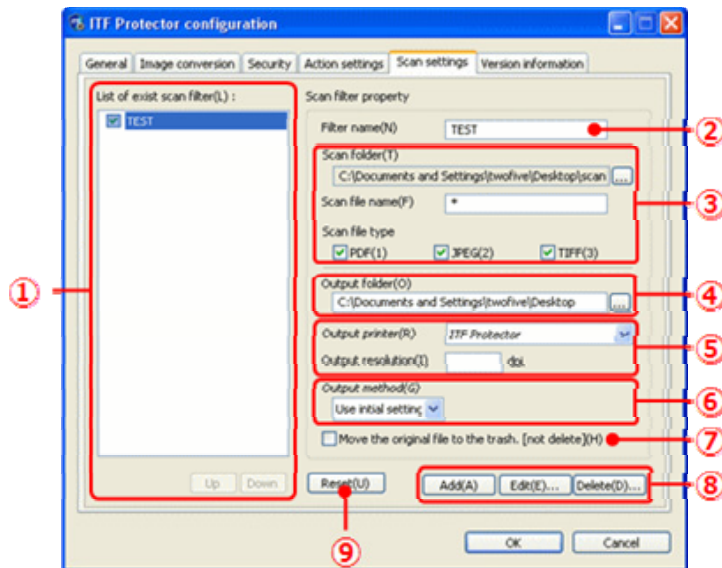 ITF Protector configuration
General Image conversion Security Action settings Scan settings Version information
List of exist scan filter(L) :
TEST
Up Down
Scan filter property
Filter name(N) TEST
②
Scan folder(T)
C:\Documents and Settings\twofive\Desktop\scan ...
Scan file name(F) *
③
Scan file type
PDF(1) JPEG(2) TIFF(3)
①
Output folder(O)
C:\Documents and Settings\twofive\Desktop ...
④
Output printer(R) ITF Protector
⑤
Output resolution(I) dpi.
Output method(G)
Use intial setting
⑥
Move the original file to the trash. [not delete](H)
⑦
Reset(U) Add(A) Edit(E)... Delete(D)...
⑧
⑨
OK Cancel